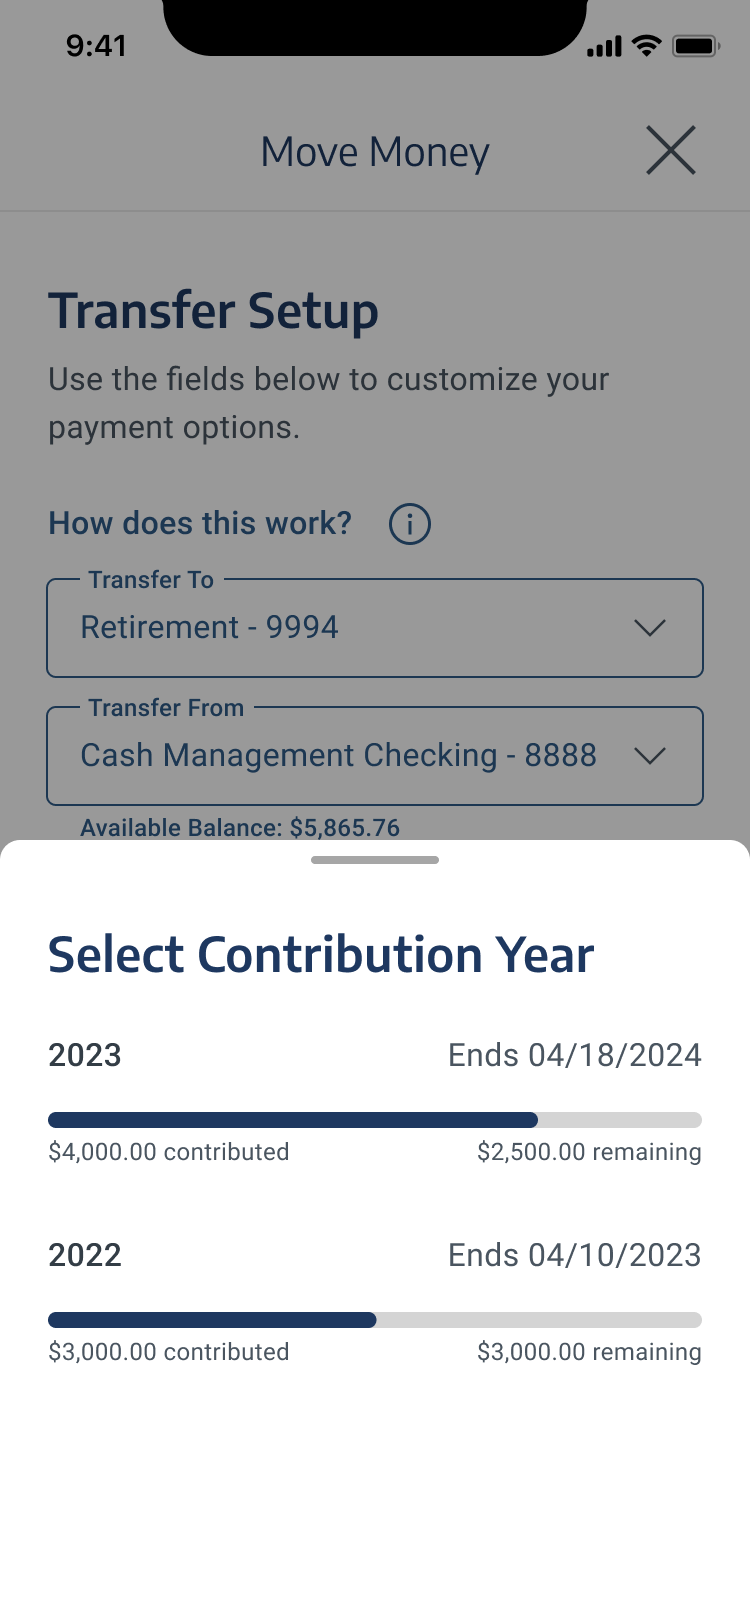 9:41
Move Money
Transfer Setup
Use the fields below to customize your
payment options.
How does this work?
Transfer To
Retirement - 9994
Transfer From
Cash Management Checking - 8888
Available Balance: $5,865.76
Select Contribution Year
2023 Ends 04/18/2024
$4,000.00 contributed $2,500.00 remaining
2022 Ends 04/10/2023
$3,000.00 contributed $3,000.00 remaining